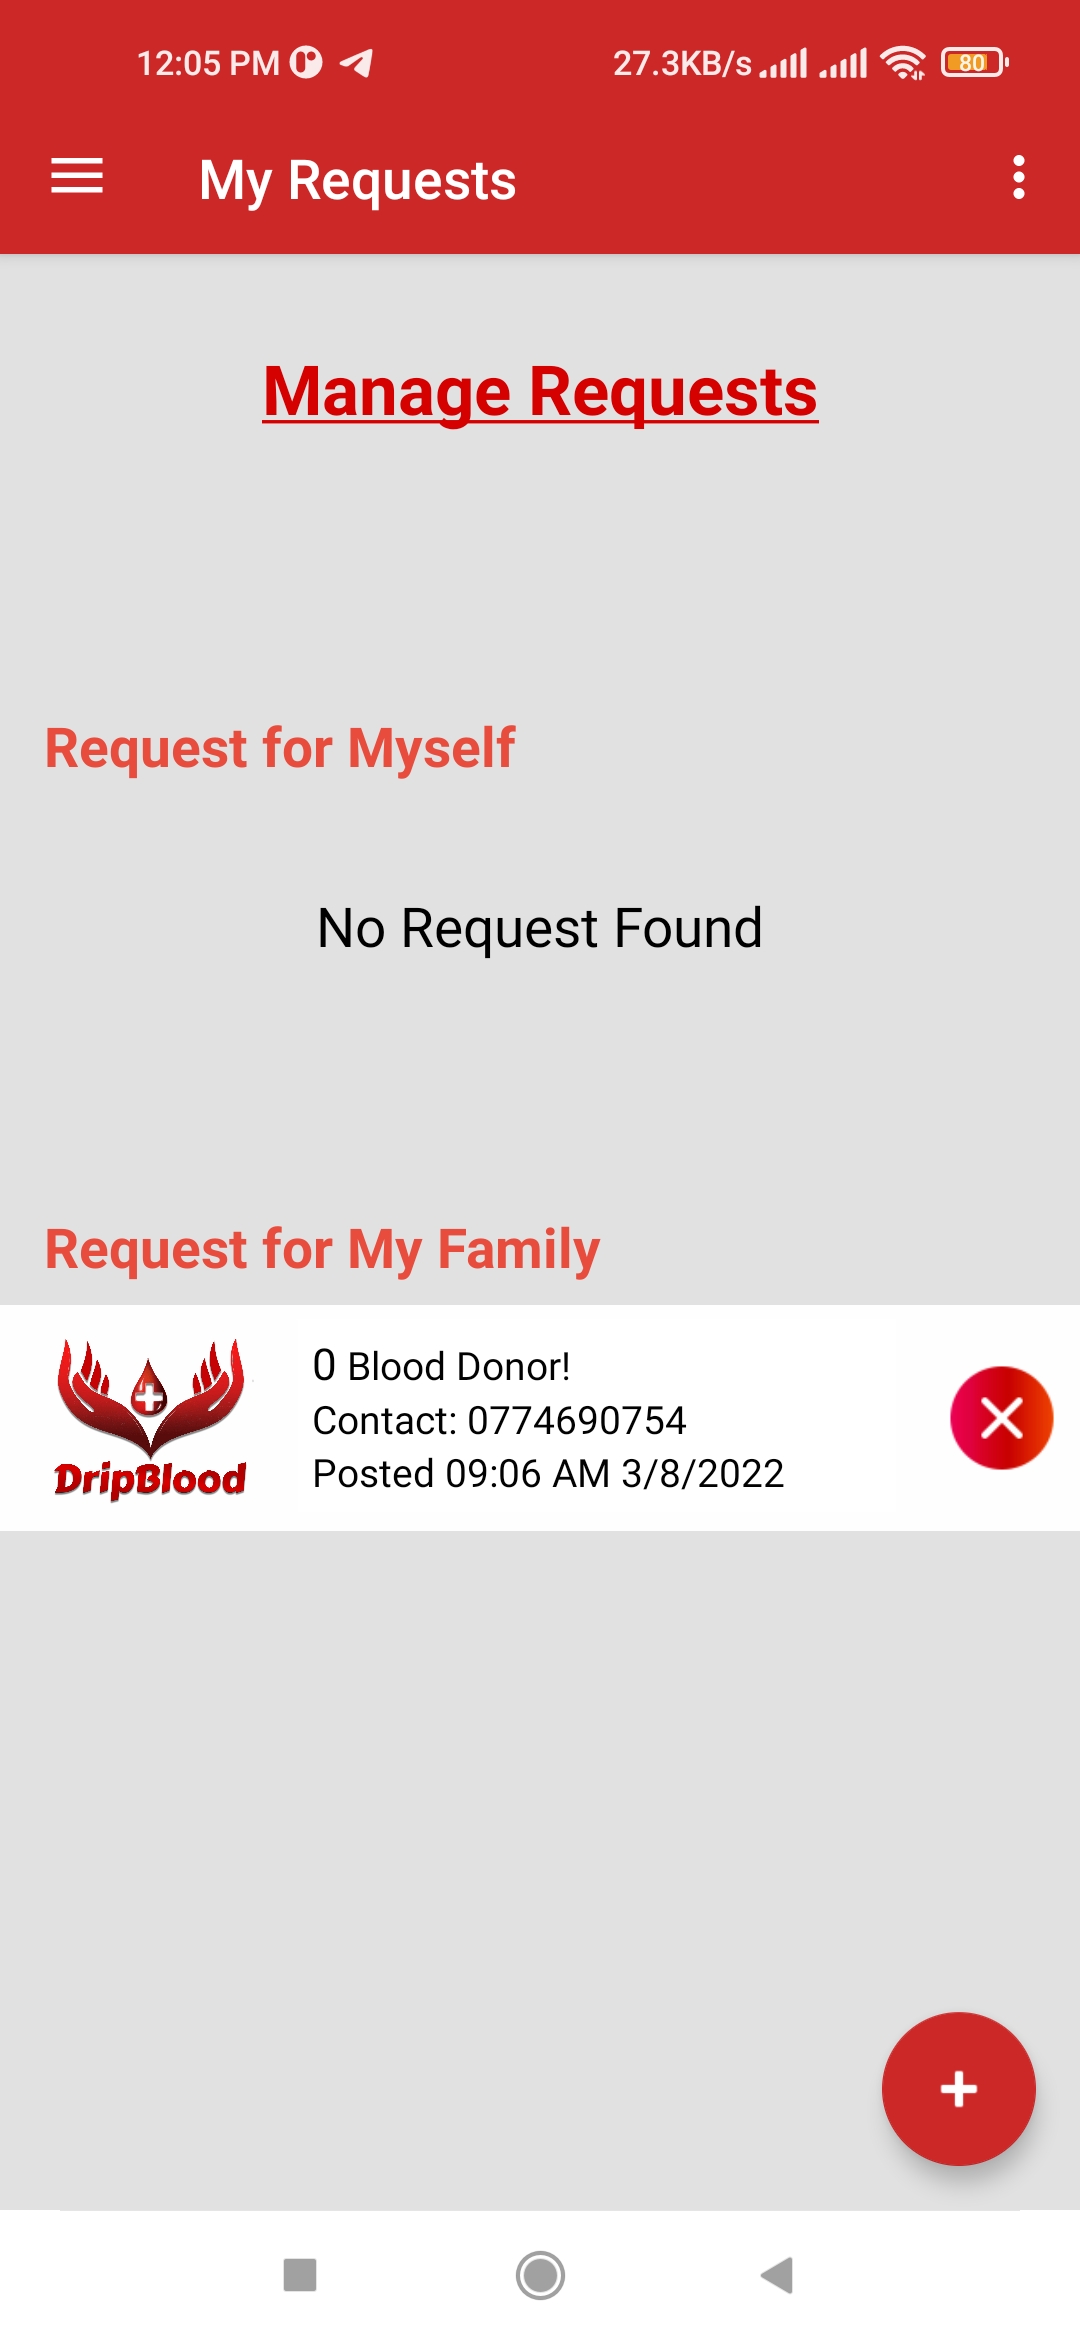 12:05 PM 27.3KB/s 80
My Requests
Manage Requests
Request for Myself
No Request Found
Request for My Family
0 Blood Donor!
Contact: 0774690754
Posted 09:06 AM 3/8/2022
DripBlood